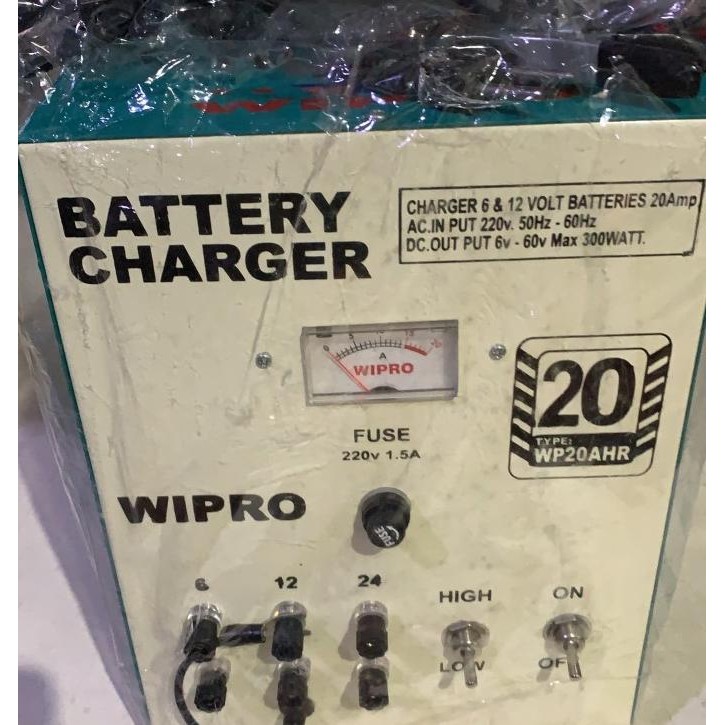 BATTERY
CHARGER
CHARGER 6 & 12 VOLT BATTERIES 20Amp
AC.IN PUT 220v. 50Hz - 60Hz
DC.OUT PUT 6v - 60v Max 300WATT.
A
WIPRO
20
TYPE:
WP20AHR
FUSE
220v 1.5A
WIPRO
FUSE
6 12 24
HIGH ON
LOW OFF